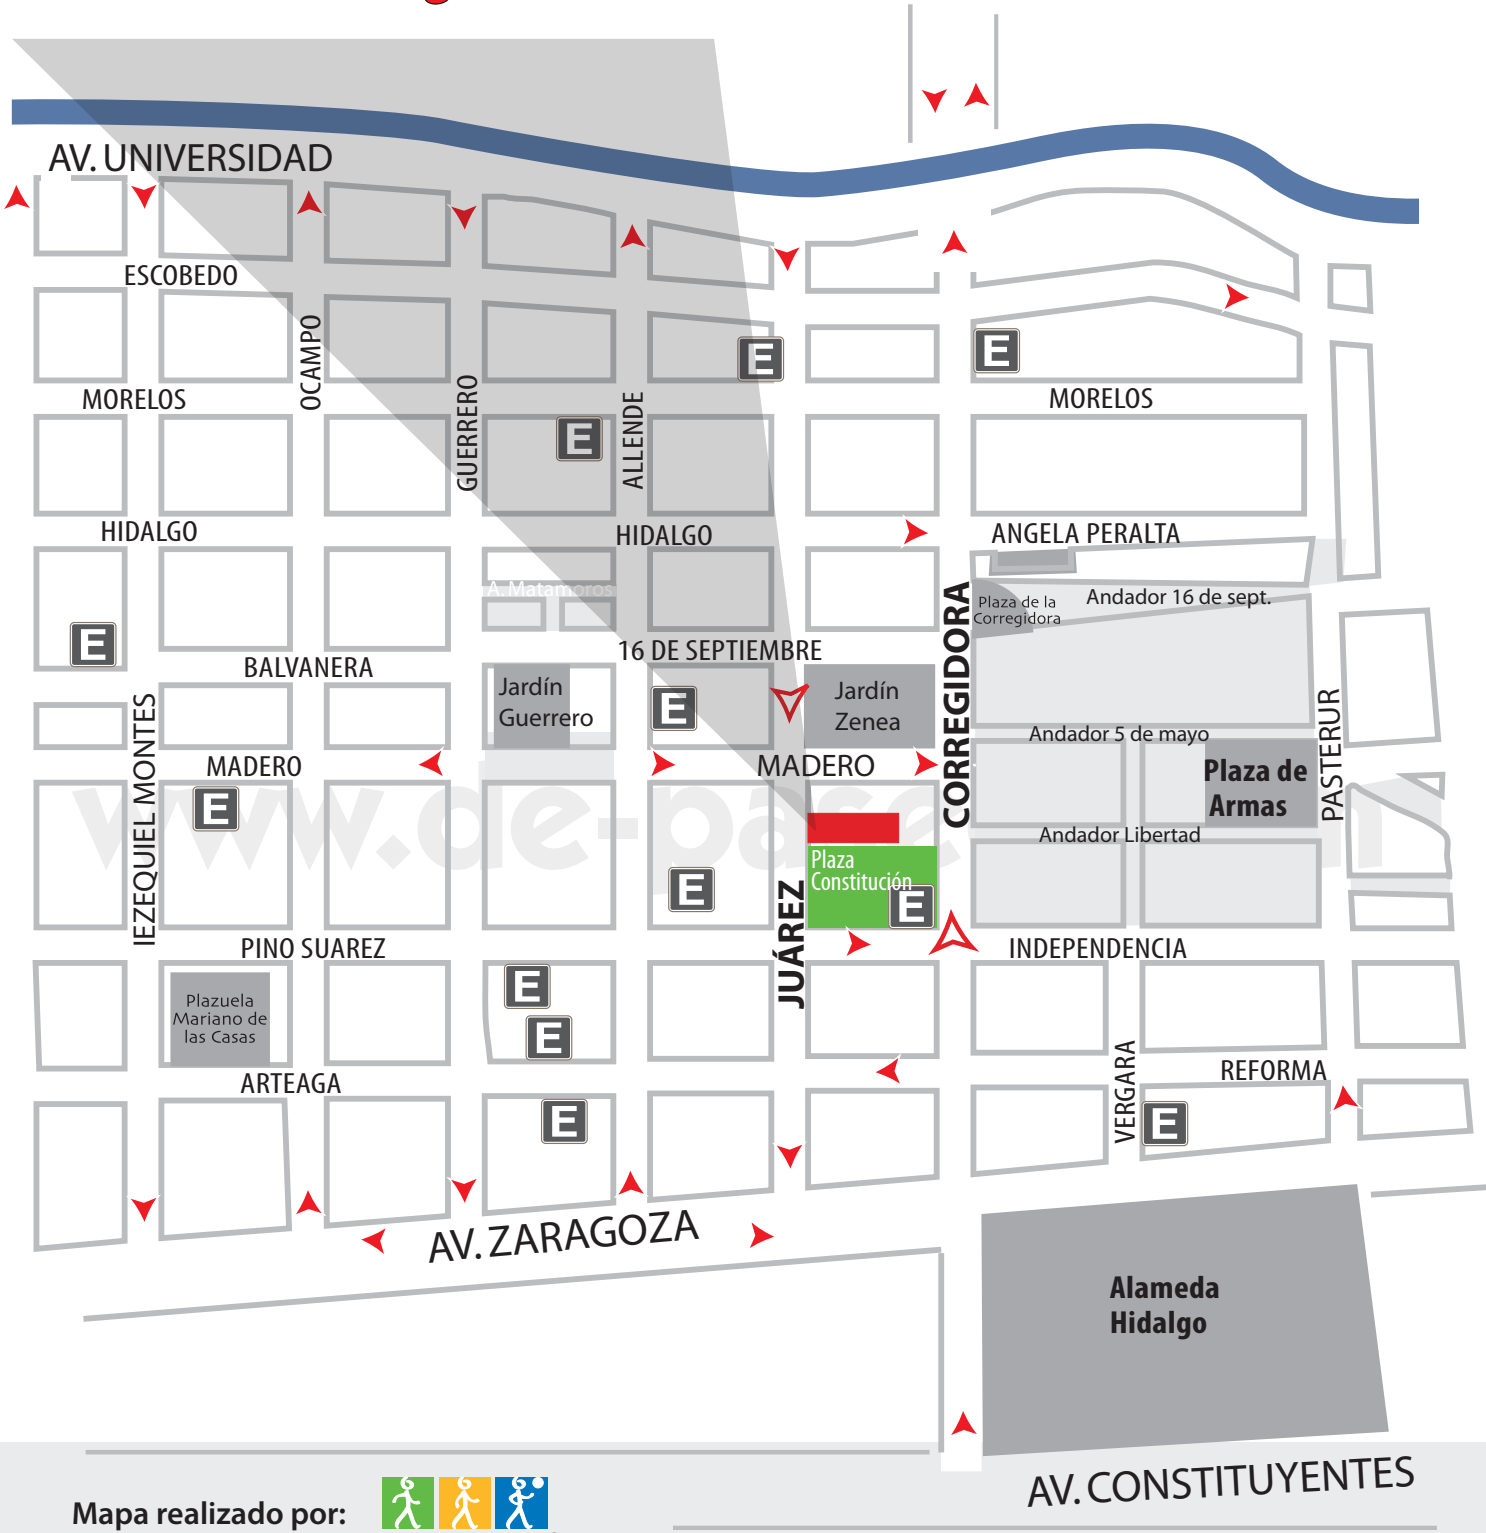 AV. UNIVERSIDAD
ESCOBEDO
OCAMPO
E
E
MORELOS
GUERRERO
ALLENDE
MORELOS
E
HIDALGO
HIDALGO
ANGELA PERALTA
A. Matamoros
Andador 16 de sept.
Plaza de la
Corregidora
CORREGIDORA
E
BALVANERA
16 DE SEPTIEMBRE
Jardín
Guerrero
E
Jardín
Zenea
PASTERUR
IEZEQUIEL MONTES
Andador 5 de mayo
MADERO
MADERO
Plaza de
Armas
E
www.de-pase
Andador Libertad
Plaza
Constitución
E
E
JUÁREZ
PINO SUAREZ
INDEPENDENCIA
E
Plazuela
Mariano de
las Casas
E
VERGARA
ARTEAGA
REFORMA
E
E
AV. ZARAGOZA
Alameda
Hidalgo
AV. CONSTITUYENTES
Mapa realizado por: